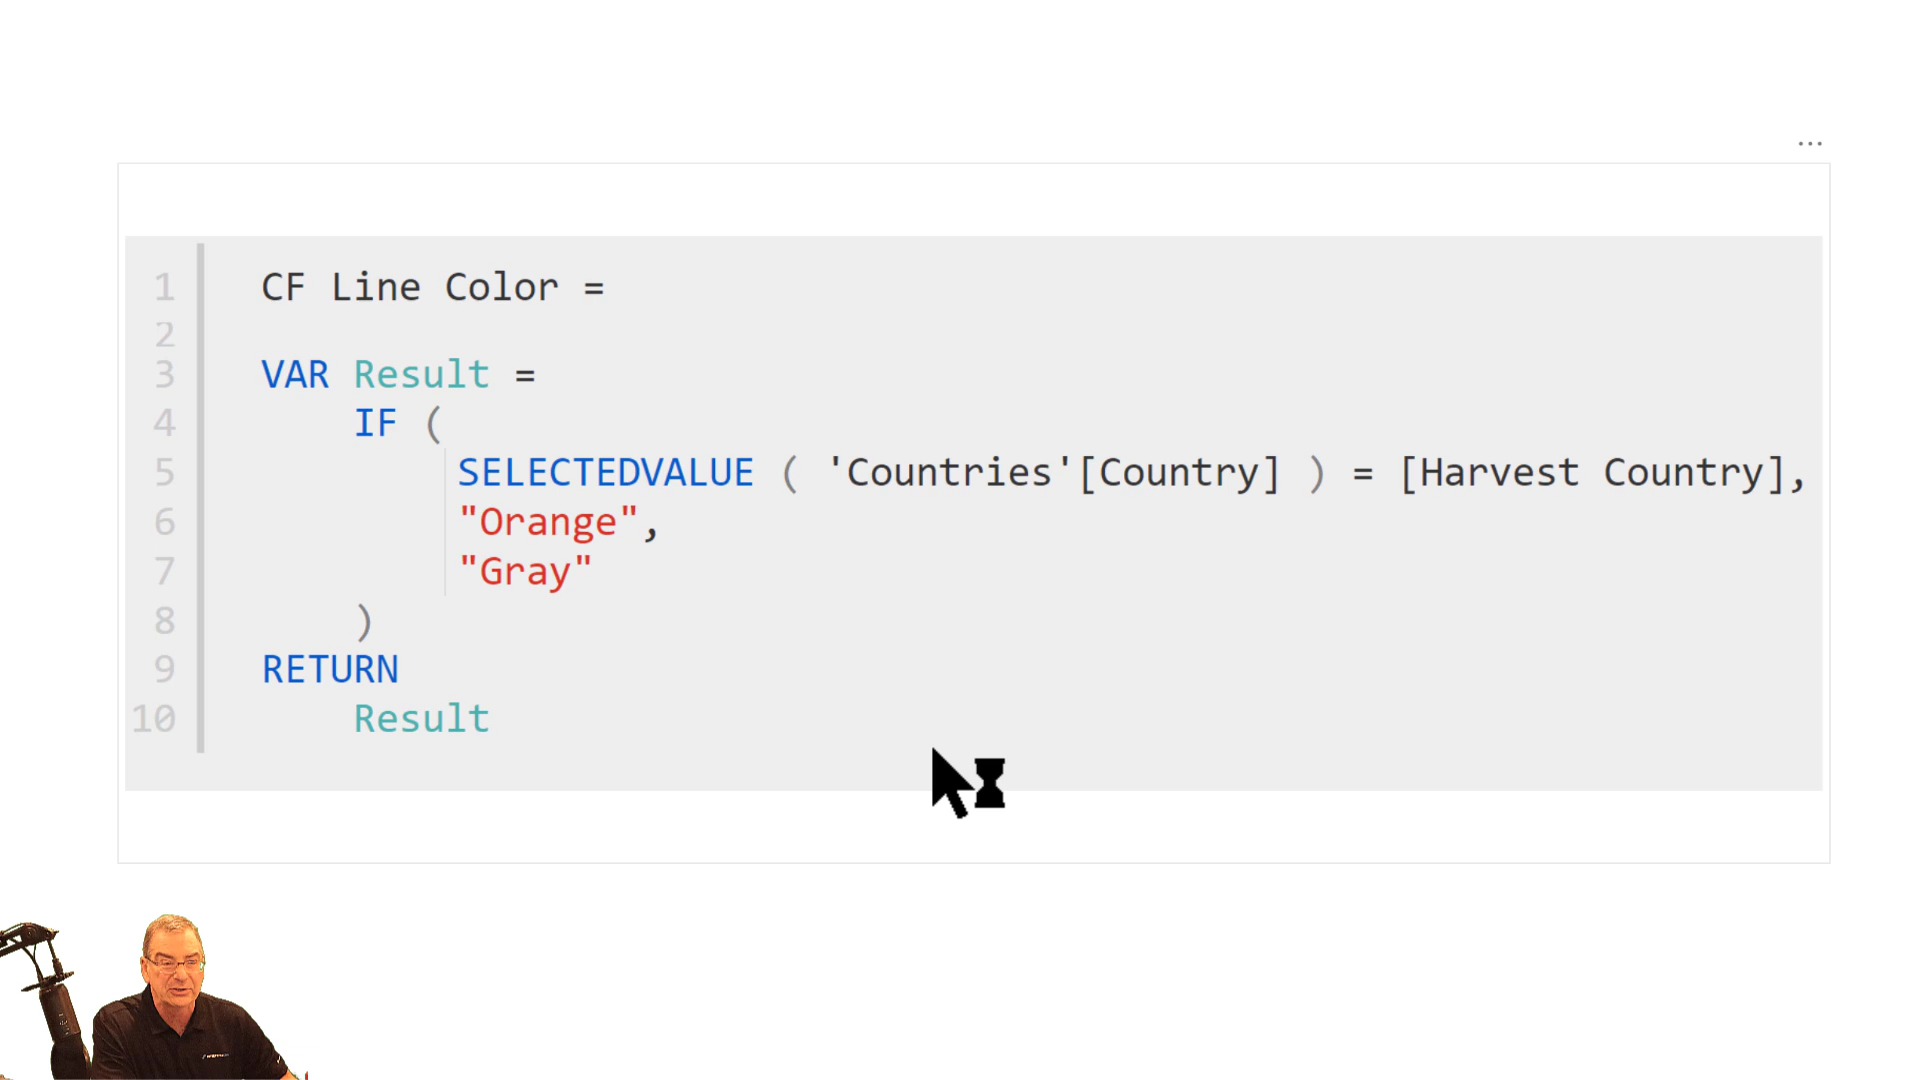 ...
1 CF Line Color =
2
3 VAR Result =
4 IF (
5 SELECTEDVALUE ( 'Countries'[Country] ) = [Harvest Country],
6 "Orange",
7 "Gray"
8 )
9 RETURN
10 Result